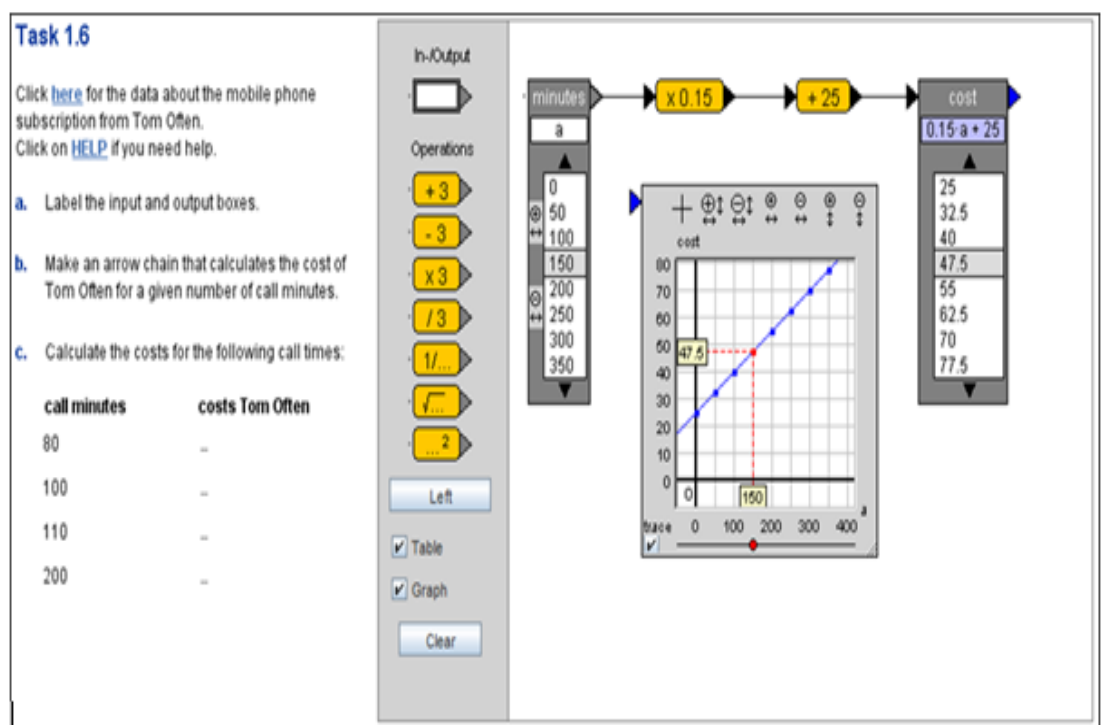 Task 1.6
Click here for the data about the mobile phone
subscription from Tom Often.
Click on HELP if you need help.
a. Label the input and output boxes.
b. Make an arrow chain that calculates the cost of
Tom Often for a given number of call minutes.
c. Calculate the costs for the following call times:
call minutes costs Tom Often
80 ...
100 ...
110 ...
200 ...
In-/Output
Operations
+ 3
- 3
x 3
/ 3
1/...
√...
...²
Left
Table
Graph
Clear
minutes
a
0
50
100
150
200
250
300
350
x 0.15
+ 25
cost
0.15·a + 25
25
32.5
40
47.5
55
62.5
70
77.5
cost
80
70
60
50
47.5
40
30
20
10
0
0
150
a
trace 0 100 200 300 400